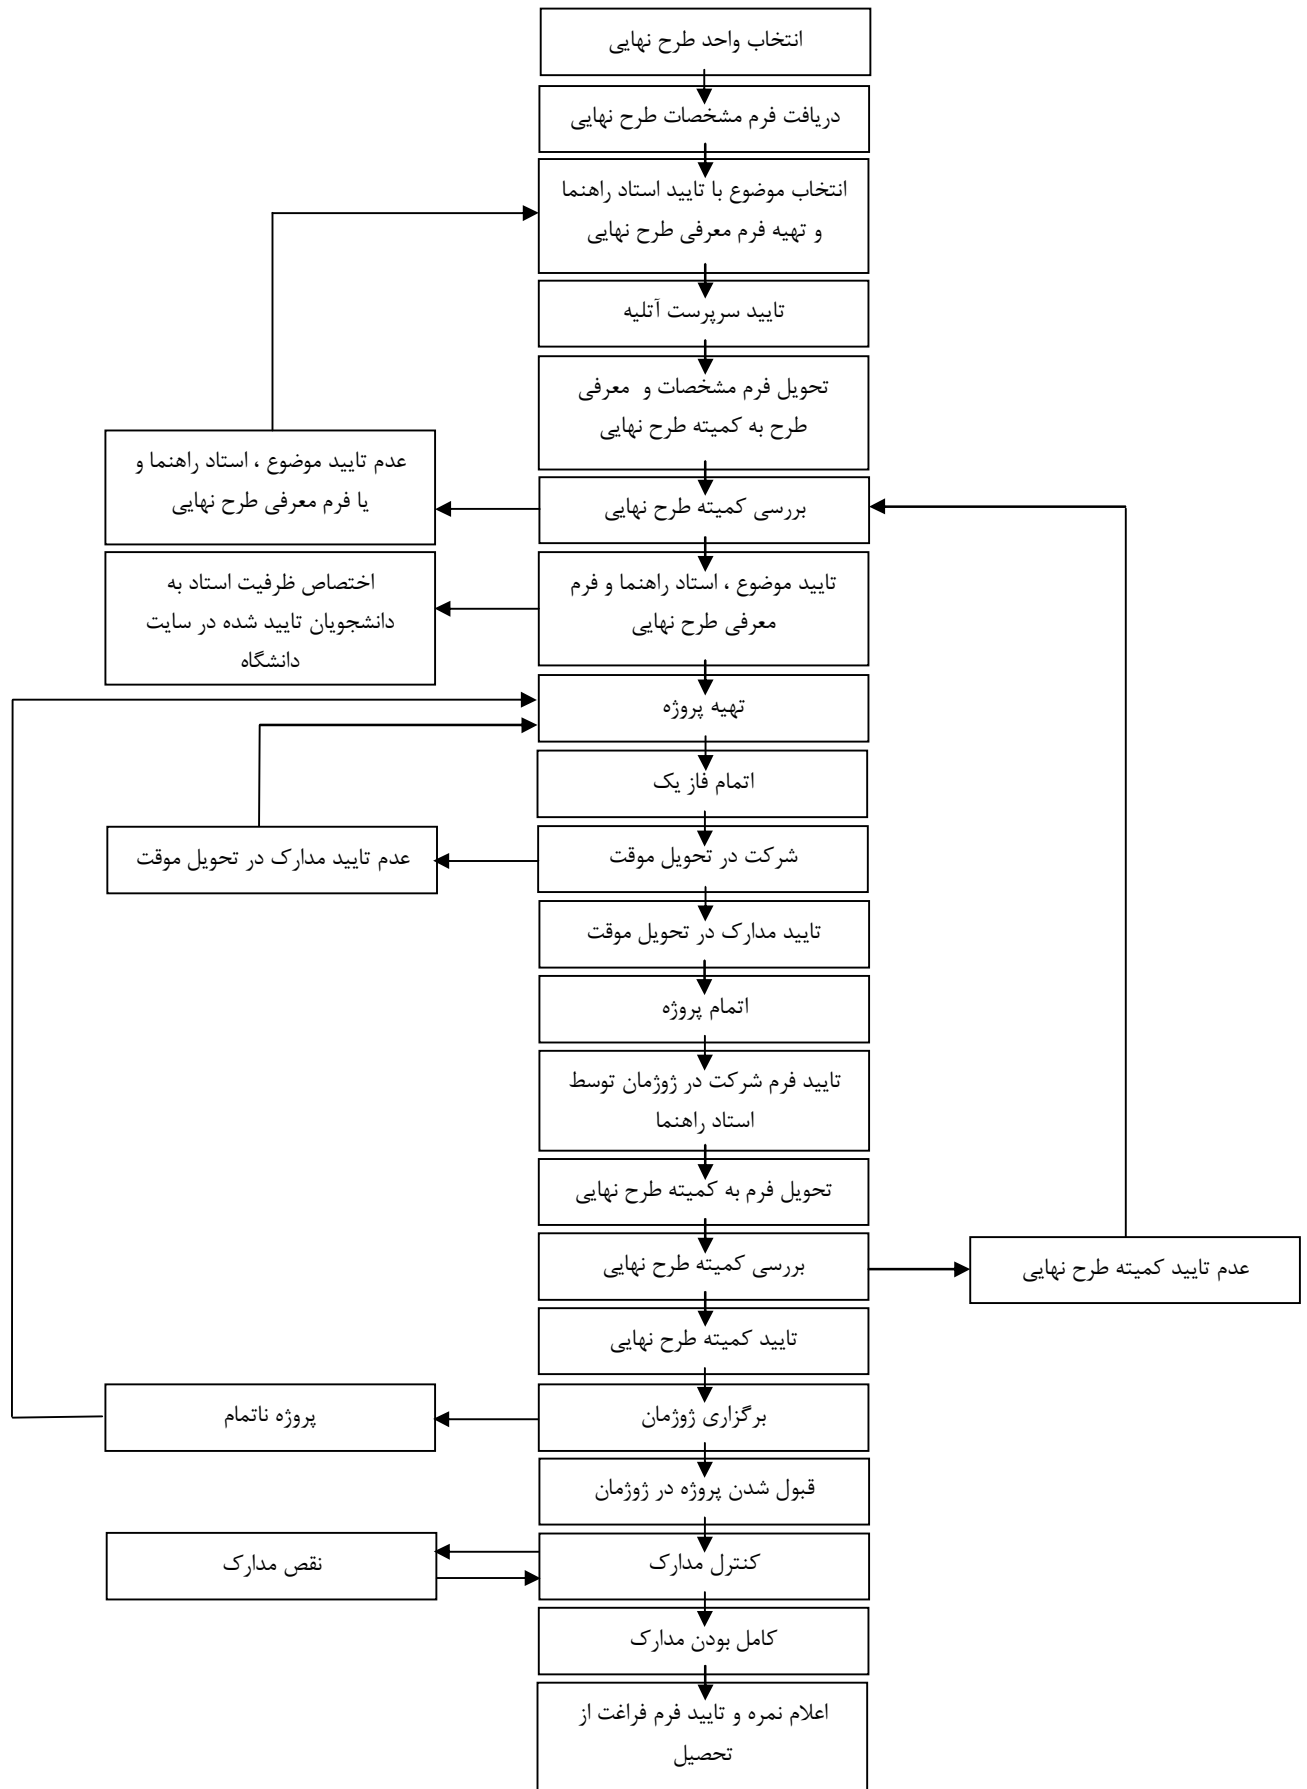 انتخاب واحد طرح نهایی
دریافت فرم مشخصات طرح نهایی
انتخاب موضوع با تایید استاد راهنما
و تهیه فرم معرفی طرح نهایی
تایید سرپرست آتلیه
تحویل فرم مشخصات و معرفی
طرح به کمیته طرح نهایی
عدم تایید موضوع ، استاد راهنما و
یا فرم معرفی طرح نهایی
بررسی کمیته طرح نهایی
تایید موضوع ، استاد راهنما و فرم
معرفی طرح نهایی
اختصاص ظرفیت استاد به
دانشجویان تایید شده در سایت
دانشگاه
تهیه پروژه
اتمام فاز یک
شرکت در تحویل موقت
عدم تایید مدارک در تحویل موقت
تایید مدارک در تحویل موقت
اتمام پروژه
تایید فرم شرکت در ژوژمان توسط
استاد راهنما
تحویل فرم به کمیته طرح نهایی
بررسی کمیته طرح نهایی
عدم تایید کمیته طرح نهایی
تایید کمیته طرح نهایی
برگزاری ژوژمان
پروژه ناتمام
قبول شدن پروژه در ژوژمان
کنترل مدارک
نقص مدارک
کامل بودن مدارک
اعلام نمره و تایید فرم فراغت از
تحصیل